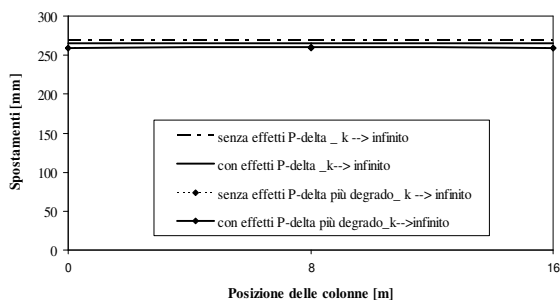 300
250
200
150
100
50
0
Spostamenti [mm]
senza effetti P-delta _ k --> infinito
con effetti P-delta _k--> infinito
senza effetti P-delta più degrado_ k --> infinito
con effetti P-delta più degrado_k-->infinito
0 8 16
Posizione delle colonne [m]